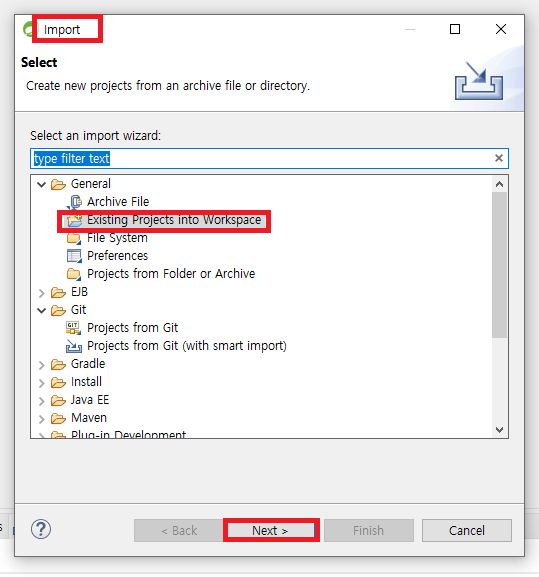 Import
Select
Create new projects from an archive file or directory.
Select an import wizard:
type filter text
General
Archive File
Existing Projects into Workspace
File System
Preferences
Projects from Folder or Archive
EJB
Git
Projects from Git
Projects from Git (with smart import)
Gradle
Install
Java EE
Maven
Plug-in Development
s
< Back
Next >
Finish
Cancel